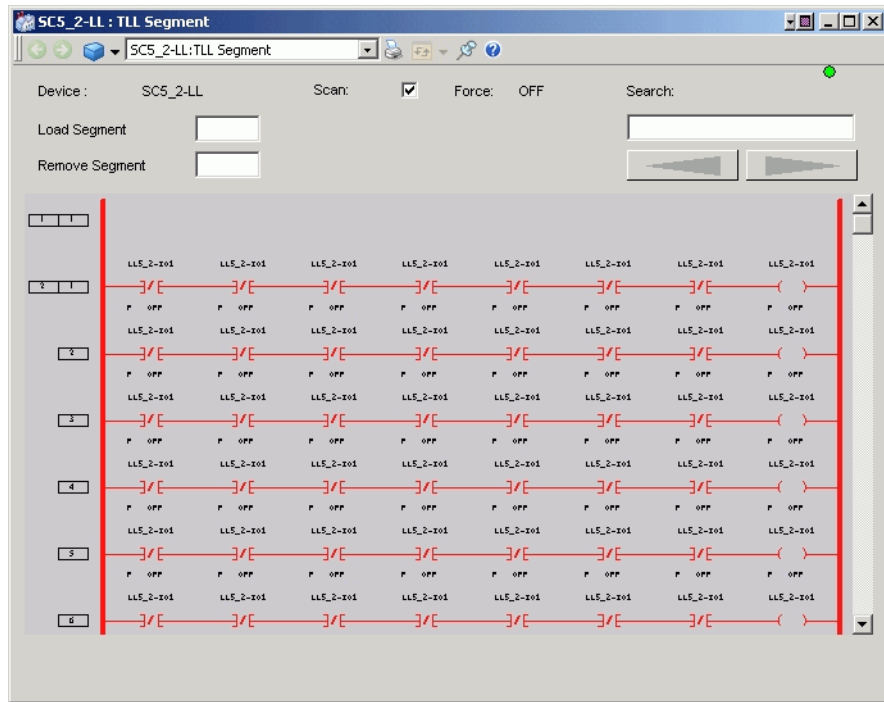 SC5_2-LL : TLL Segment
SC5_2-LL:TLL Segment
Device : SC5_2-LL Scan: Force: OFF Search:
Load Segment
Remove Segment
1 1
LL5_2-I01 LL5_2-I01 LL5_2-I01 LL5_2-I01 LL5_2-I01 LL5_2-I01 LL5_2-I01 LL5_2-I01
2 1
F OFF F OFF F OFF F OFF F OFF F OFF F OFF F OFF
LL5_2-I01 LL5_2-I01 LL5_2-I01 LL5_2-I01 LL5_2-I01 LL5_2-I01 LL5_2-I01 LL5_2-I01
2
F OFF F OFF F OFF F OFF F OFF F OFF F OFF F OFF
LL5_2-I01 LL5_2-I01 LL5_2-I01 LL5_2-I01 LL5_2-I01 LL5_2-I01 LL5_2-I01 LL5_2-I01
3
F OFF F OFF F OFF F OFF F OFF F OFF F OFF F OFF
LL5_2-I01 LL5_2-I01 LL5_2-I01 LL5_2-I01 LL5_2-I01 LL5_2-I01 LL5_2-I01 LL5_2-I01
4
F OFF F OFF F OFF F OFF F OFF F OFF F OFF F OFF
LL5_2-I01 LL5_2-I01 LL5_2-I01 LL5_2-I01 LL5_2-I01 LL5_2-I01 LL5_2-I01 LL5_2-I01
5
F OFF F OFF F OFF F OFF F OFF F OFF F OFF F OFF
LL5_2-I01 LL5_2-I01 LL5_2-I01 LL5_2-I01 LL5_2-I01 LL5_2-I01 LL5_2-I01 LL5_2-I01
6